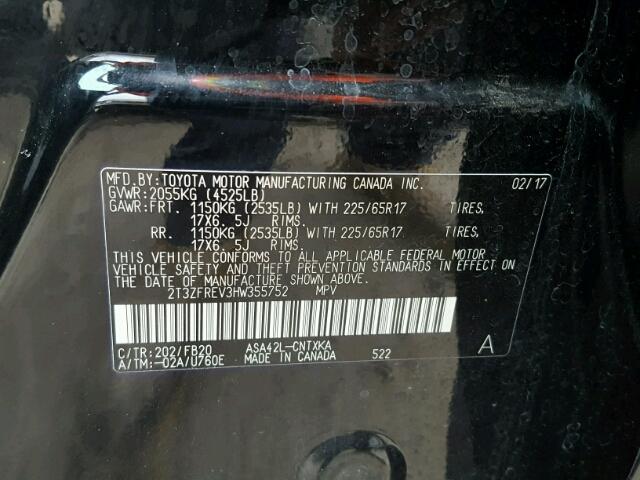 MFD.BY:TOYOTA MOTOR MANUFACTURING CANADA INC. 02/17
GVWR:2055KG (4525LB)
GAWR:FRT. 1150KG (2535LB) WITH 225/65R17 TIRES,
17X6. 5J RIMS.
RR. 1150KG (2535LB) WITH 225/65R17 TIRES,
17X6. 5J RIMS.
THIS VEHICLE CONFORMS TO ALL APPLICABLE FEDERAL MOTOR
VEHICLE SAFETY AND THEFT PREVENTION STANDARDS IN EFFECT ON
THE DATE OF MANUFACTURE SHOWN ABOVE.
2T3ZFREV3HW355752 MPV
C/TR:202/FB20 ASA42L-CNTXKA
A/TM:-02A/U760E MADE IN CANADA 522 A